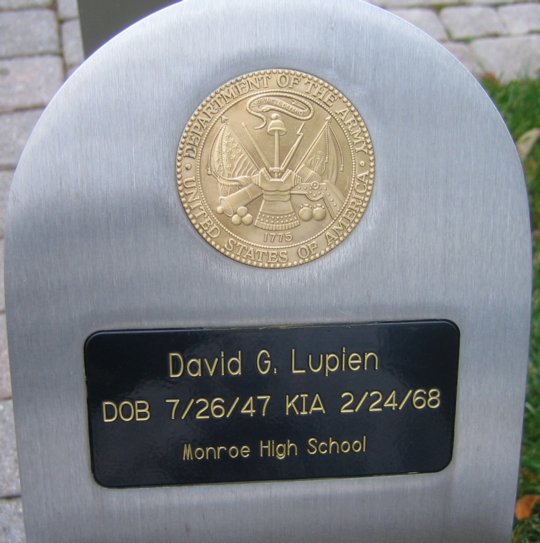 DEPARTMENT OF THE ARMY
UNITED STATES OF AMERICA
1775
David G. Lupien
DOB 7/26/47 KIA 2/24/68
Monroe High School